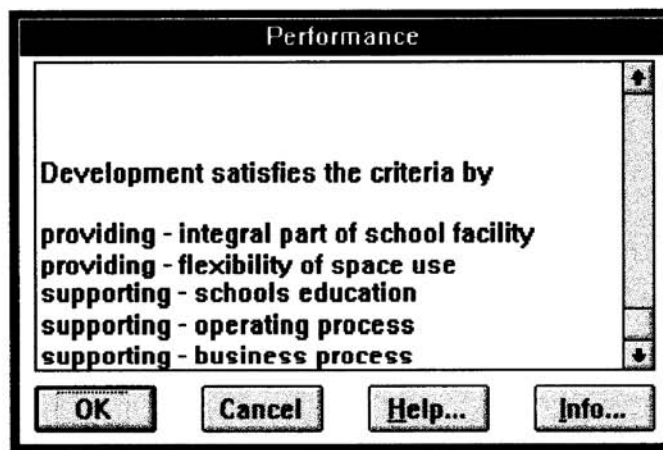 Performance
Development satisfies the criteria by
providing - integral part of school facility
providing - flexibility of space use
supporting - schools education
supporting - operating process
supporting - business process
OK Cancel Help... Info...